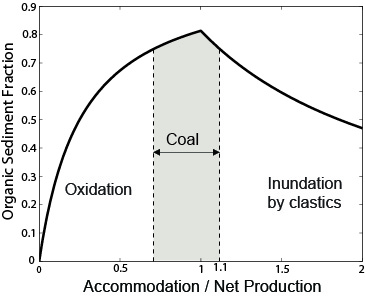 Organic Sediment Fraction
0.9
0.8
0.7
0.6
0.5
0.4
0.3
0.2
0.1
0
Coal
Oxidation
Inundation
by clastics
0 0.5 1 1.1 1.5 2
Accommodation / Net Production